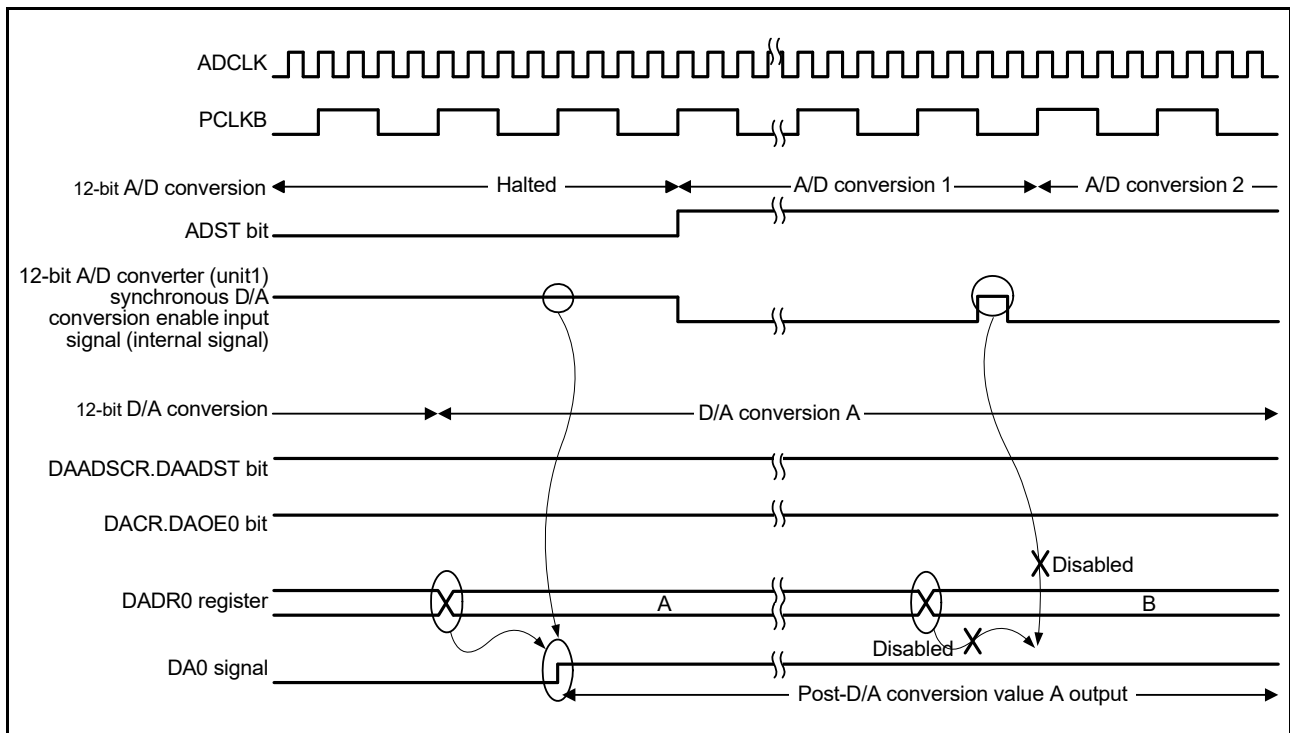 ADCLK
PCLKB
12-bit A/D conversion
Halted
A/D conversion 1
A/D conversion 2
ADST bit
12-bit A/D converter (unit1)
synchronous D/A
conversion enable input
signal (internal signal)
12-bit D/A conversion
D/A conversion A
DAADSCR.DAADST bit
DACR.DAOE0 bit
Disabled
DADR0 register
A
B
Disabled
DA0 signal
Post-D/A conversion value A output